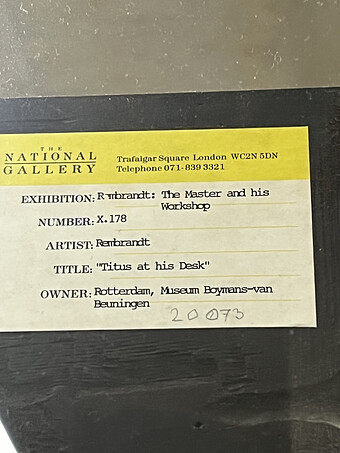 THE
NATIONAL
GALLERY
Trafalgar Square London WC2N 5DN
Telephone 071-839 3321
EXHIBITION: Rembrandt: The Master and his
Workshop
NUMBER: X.178
ARTIST: Rembrandt
TITLE: "Titus at his Desk"
OWNER: Rotterdam, Museum Boymans-van
Beuningen
20073